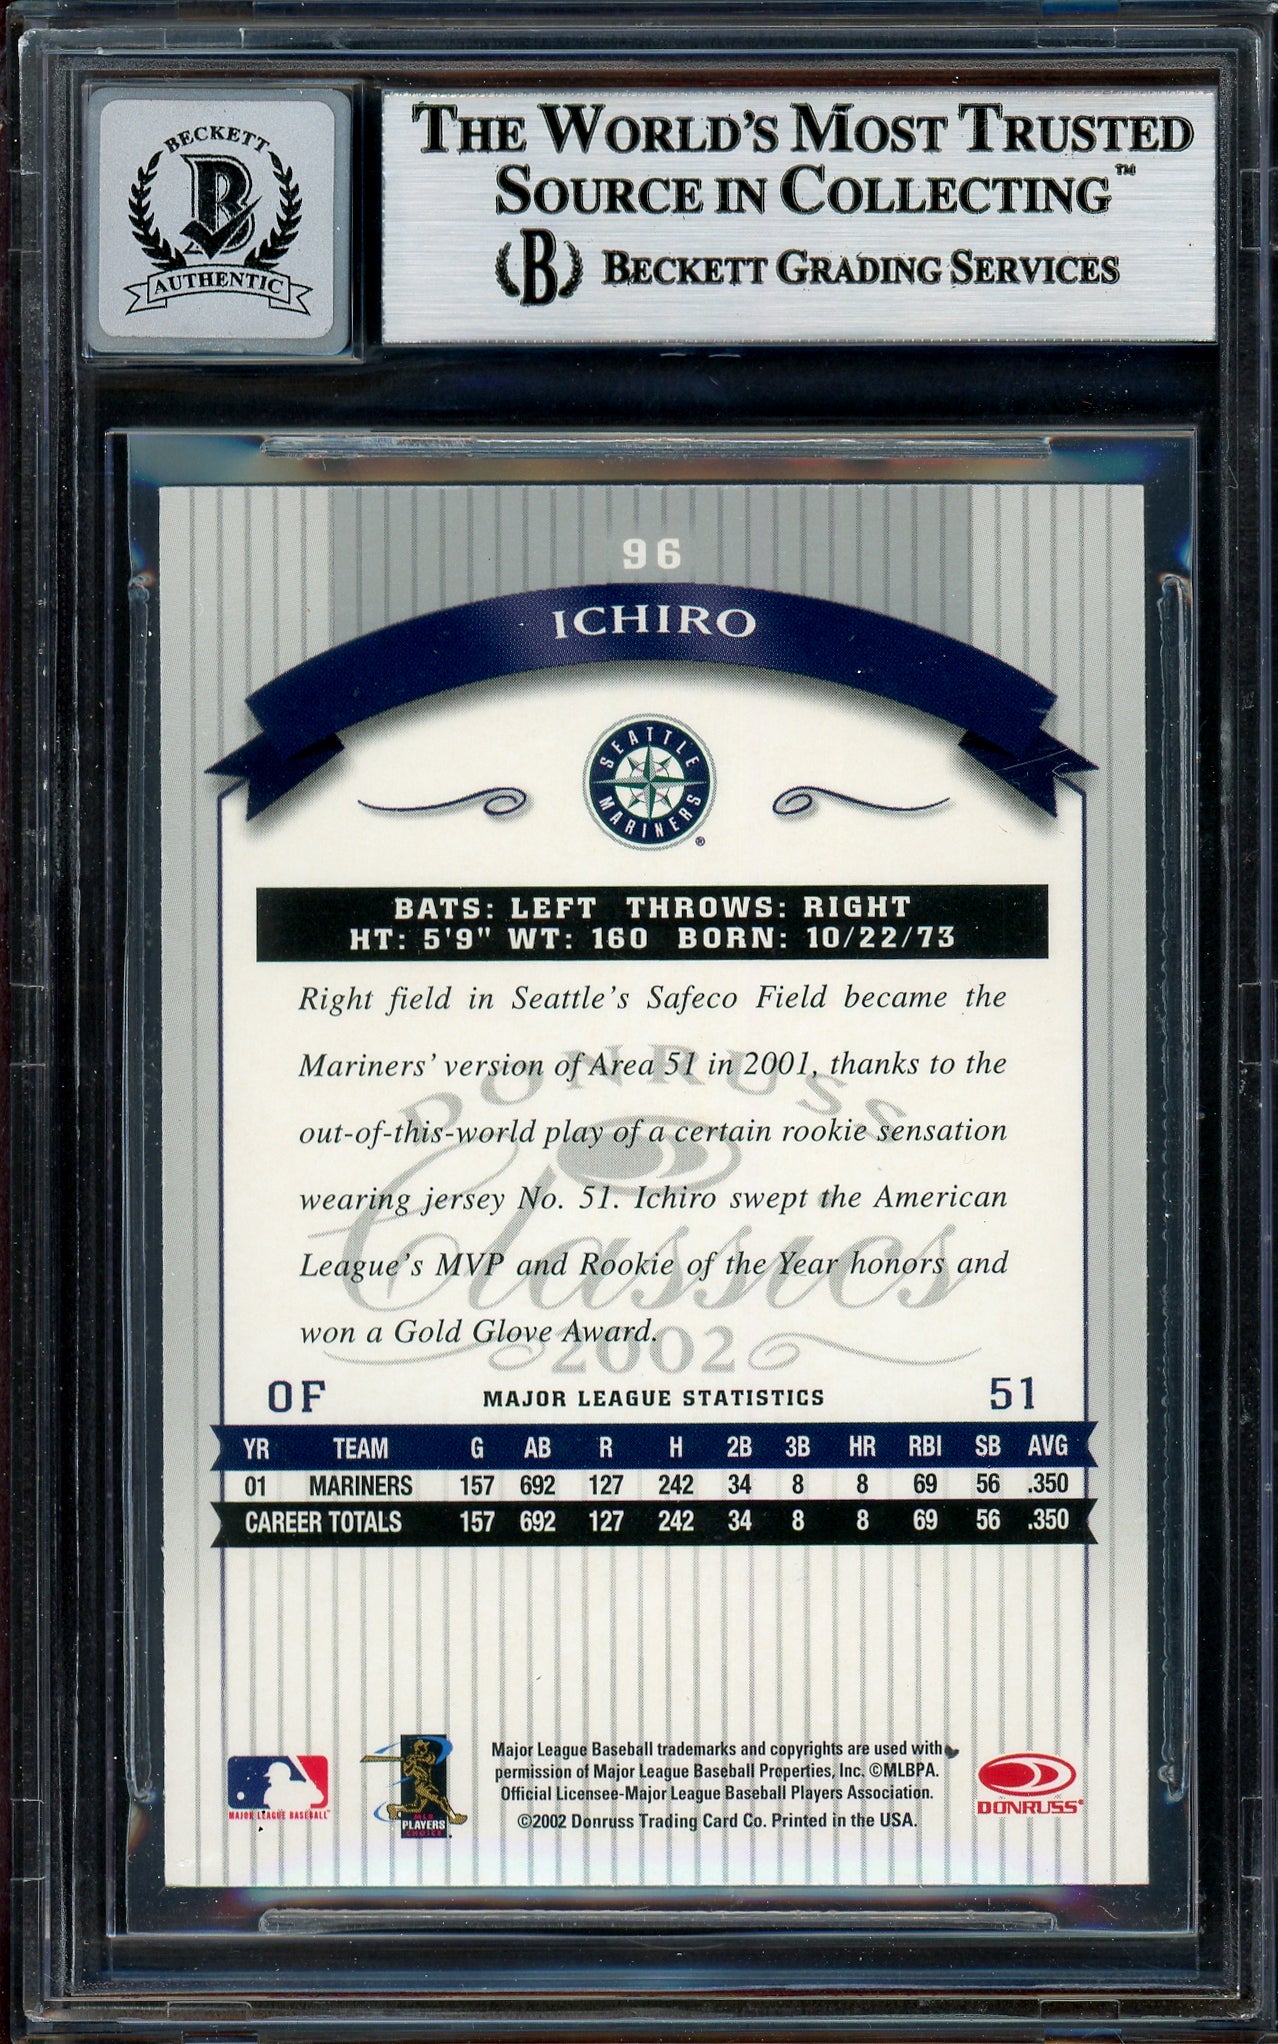 BECKETT
B
AUTHENTIC
THE WORLD'S MOST TRUSTED
SOURCE IN COLLECTING™
B BECKETT GRADING SERVICES
96
ICHIRO
SEATTLE
MARINERS
®
BATS: LEFT THROWS: RIGHT
HT: 5'9" WT: 160 BORN: 10/22/73
Right field in Seattle's Safeco Field became the
Mariners' version of Area 51 in 2001, thanks to the
out-of-this-world play of a certain rookie sensation
wearing jersey No. 51. Ichiro swept the American
League's MVP and Rookie of the Year honors and
won a Gold Glove Award.
DONRUSS
Classics
2002
OF MAJOR LEAGUE STATISTICS 51
YR TEAM G AB R H 2B 3B HR RBI SB AVG
01 MARINERS 157 692 127 242 34 8 8 69 56 .350
CAREER TOTALS 157 692 127 242 34 8 8 69 56 .350
MAJOR LEAGUE BASEBALL
MLB
PLAYERS
CHOICE
Major League Baseball trademarks and copyrights are used with
permission of Major League Baseball Properties, Inc. ©MLBPA.
Official Licensee-Major League Baseball Players Association.
©2002 Donruss Trading Card Co. Printed in the USA.
DONRUSS®